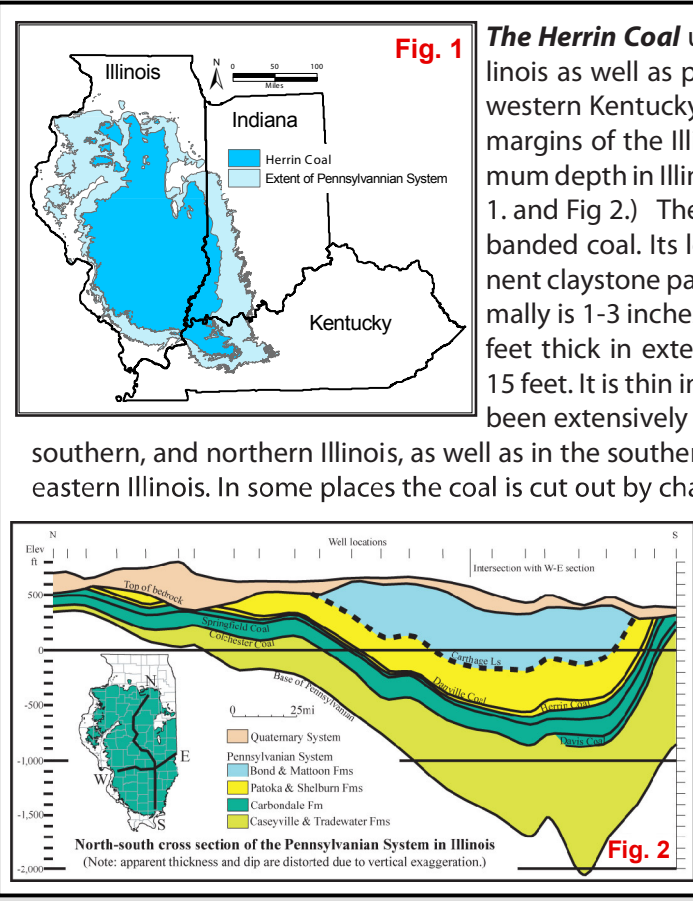 Fig. 1
Illinois
N
0 50 100
Miles
Indiana
Herrin Coal
Extent of Pennsylvannian System
Kentucky
The Herrin Coal u
linois as well as p
western Kentucky
margins of the Ill
mum depth in Illin
1. and Fig 2.) The
banded coal. Its l
nent claystone pa
mally is 1-3 inche
feet thick in exte
15 feet. It is thin in
been extensively
southern, and northern Illinois, as well as in the souther
eastern Illinois. In some places the coal is cut out by cha
N
Well locations
S
Elev
ft
Intersection with W-E section
500
0
-500
-1,000
-1,500
-2,000
Top of bedrock
Springfield Coal
Colchester Coal
Base of Pennsylvanian
Carthage Ls
Danville Coal
Herrin Coal
Davis Coal
N
E
W
S
0 25mi
Quaternary System
Pennsylvanian System
Bond & Mattoon Fms
Patoka & Shelburn Fms
Carbondale Fm
Caseyville & Tradewater Fms
North-south cross section of the Pennsylvanian System in Illinois
(Note: apparent thickness and dip are distorted due to vertical exaggeration.)
Fig. 2